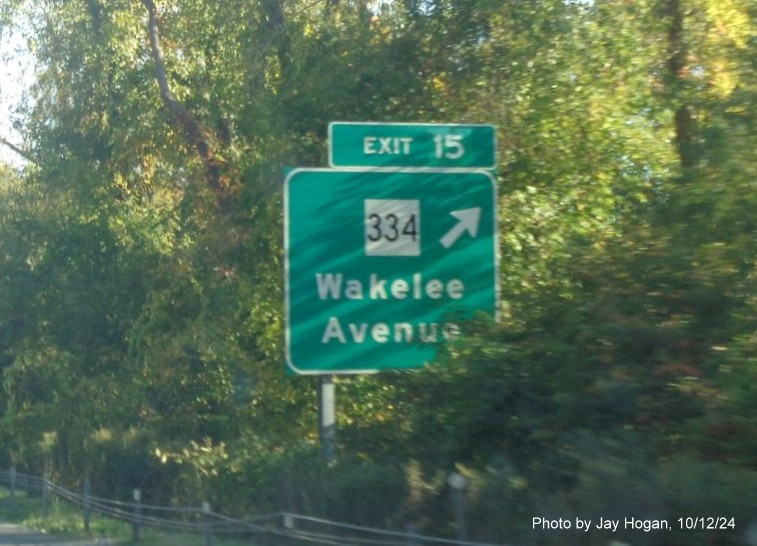 EXIT 15
334
Wakelee
Avenue
Photo by Jay Hogan, 10/12/24